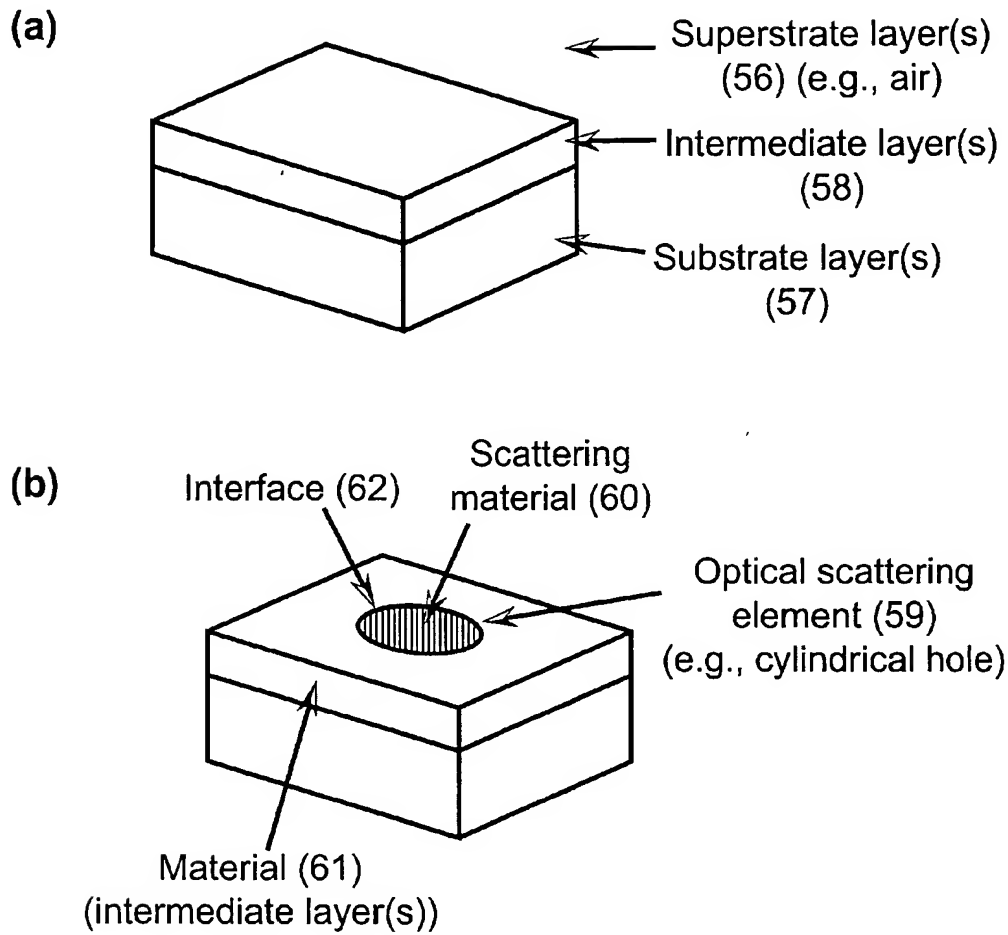 (a)
Superstrate layer(s)
(56) (e.g., air)
Intermediate layer(s)
(58)
Substrate layer(s)
(57)
(b)
Interface (62)
Scattering
material (60)
Optical scattering
element (59)
(e.g., cylindrical hole)
Material (61)
(intermediate layer(s))